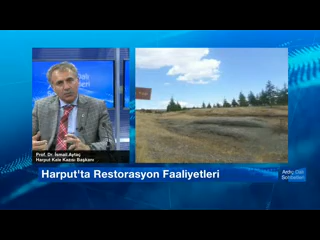 Prof. Dr. İsmail Aytaç
Harput Kale Kazısı Başkanı
Harput'ta Restorasyon Faaliyetleri